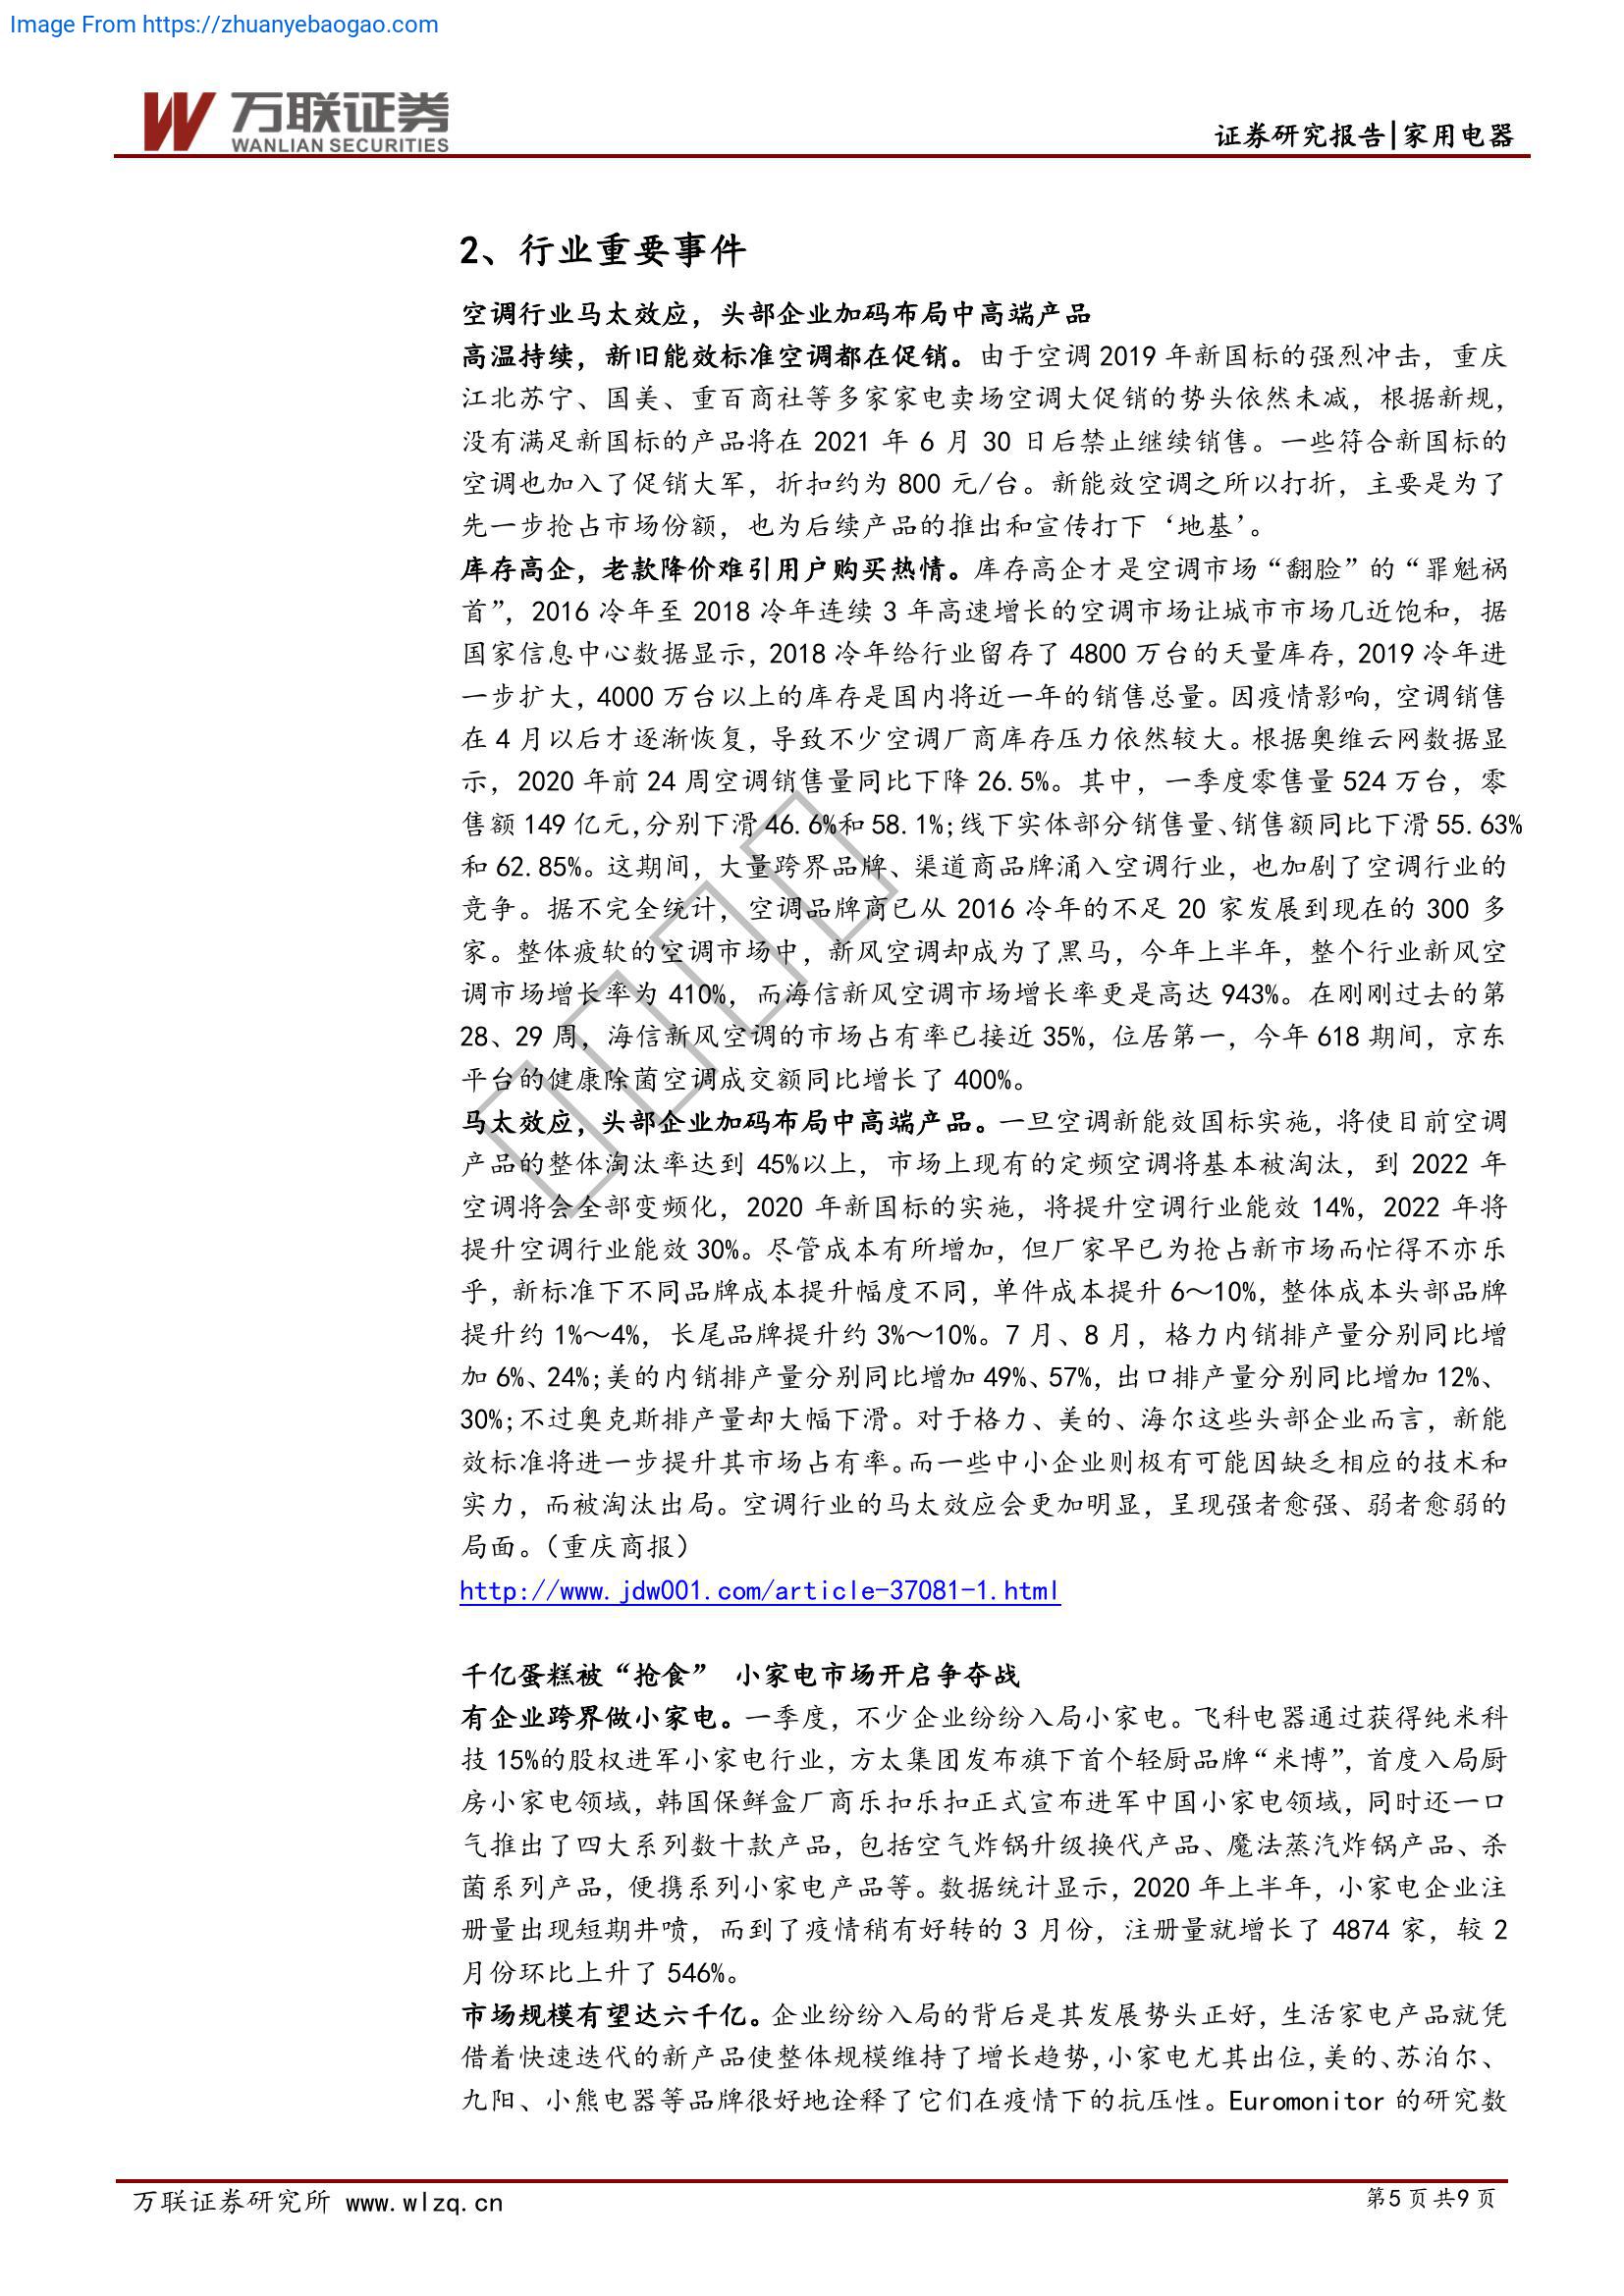 Image From https://zhuanyebaogao.com
万联证券
WANLIAN SECURITIES
证券研究报告|家用电器
2、行业重要事件
空调行业马太效应，头部企业加码布局中高端产品
高温持续，新旧能效标准空调都在促销。由于空调 2019 年新国标的强烈冲击，重庆
江北苏宁、国美、重百商社等多家家电卖场空调大促销的势头依然未减，根据新规，
没有满足新国标的产品将在 2021 年 6 月 30 日后禁止继续销售。一些符合新国标的
空调也加入了促销大军，折扣约为 800 元/台。新能效空调之所以打折，主要是为了
先一步抢占市场份额，也为后续产品的推出和宣传打下‘地基’。
库存高企，老款降价难引用户购买热情。库存高企才是空调市场“翻脸”的“罪魁祸
首”，2016 冷年至 2018 冷年连续 3 年高速增长的空调市场让城市市场几近饱和，据
国家信息中心数据显示，2018 冷年给行业留存了 4800 万台的天量库存，2019 冷年进
一步扩大，4000 万台以上的库存是国内将近一年的销售总量。因疫情影响，空调销售
在 4 月以后才逐渐恢复，导致不少空调厂商库存压力依然较大。根据奥维云网数据显
示，2020 年前 24 周空调销售量同比下降 26.5%。其中，一季度零售量 524 万台，零
售额 149 亿元,分别下滑 46.6%和 58.1%;线下实体部分销售量、销售额同比下滑 55.63%
和 62.85%。这期间，大量跨界品牌、渠道商品牌涌入空调行业，也加剧了空调行业的
竞争。据不完全统计，空调品牌商已从 2016 冷年的不足 20 家发展到现在的 300 多
家。整体疲软的空调市场中，新风空调却成为了黑马，今年上半年，整个行业新风空
调市场增长率为 410%，而海信新风空调市场增长率更是高达 943%。在刚刚过去的第
28、29 周，海信新风空调的市场占有率已接近 35%，位居第一，今年 618 期间，京东
平台的健康除菌空调成交额同比增长了 400%。
马太效应，头部企业加码布局中高端产品。一旦空调新能效国标实施，将使目前空调
产品的整体淘汰率达到 45%以上，市场上现有的定频空调将基本被淘汰，到 2022 年
空调将会全部变频化，2020 年新国标的实施，将提升空调行业能效 14%，2022 年将
提升空调行业能效 30%。尽管成本有所增加，但厂家早已为抢占新市场而忙得不亦乐
乎，新标准下不同品牌成本提升幅度不同，单件成本提升 6～10%，整体成本头部品牌
提升约 1%～4%，长尾品牌提升约 3%～10%。7 月、8 月，格力内销排产量分别同比增
加 6%、24%;美的内销排产量分别同比增加 49%、57%，出口排产量分别同比增加 12%、
30%;不过奥克斯排产量却大幅下滑。对于格力、美的、海尔这些头部企业而言，新能
效标准将进一步提升其市场占有率。而一些中小企业则极有可能因缺乏相应的技术和
实力，而被淘汰出局。空调行业的马太效应会更加明显，呈现强者愈强、弱者愈弱的
局面。（重庆商报）
http://www.jdw001.com/article-37081-1.html
千亿蛋糕被“抢食” 小家电市场开启争夺战
有企业跨界做小家电。一季度，不少企业纷纷入局小家电。飞科电器通过获得纯米科
技 15%的股权进军小家电行业，方太集团发布旗下首个轻厨品牌“米博”，首度入局厨
房小家电领域，韩国保鲜盒厂商乐扣乐扣正式宣布进军中国小家电领域，同时还一口
气推出了四大系列数十款产品，包括空气炸锅升级换代产品、魔法蒸汽炸锅产品、杀
菌系列产品，便携系列小家电产品等。数据统计显示，2020 年上半年，小家电企业注
册量出现短期井喷，而到了疫情稍有好转的 3 月份，注册量就增长了 4874 家，较 2
月份环比上升了 546%。
市场规模有望达六千亿。企业纷纷入局的背后是其发展势头正好，生活家电产品就凭
借着快速迭代的新产品使整体规模维持了增长趋势,小家电尤其出位,美的、苏泊尔、
九阳、小熊电器等品牌很好地诠释了它们在疫情下的抗压性。Euromonitor 的研究数
万联证券研究所 www.wlzq.cn
第 5 页 共 9 页